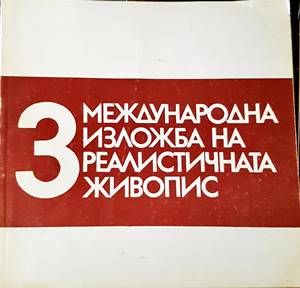 3
МЕЖДУНАРОДНА
ИЗЛОЖБА НА
РЕАЛИСТИЧНАТА
ЖИВОПИС